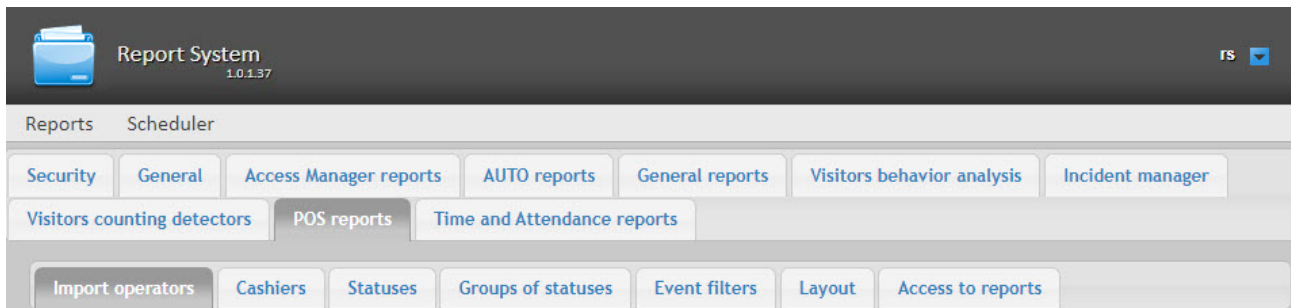 Report System
1.0.1.37
rs
Reports Scheduler
Security General Access Manager reports AUTO reports General reports Visitors behavior analysis Incident manager
Visitors counting detectors POS reports Time and Attendance reports
Import operators Cashiers Statuses Groups of statuses Event filters Layout Access to reports